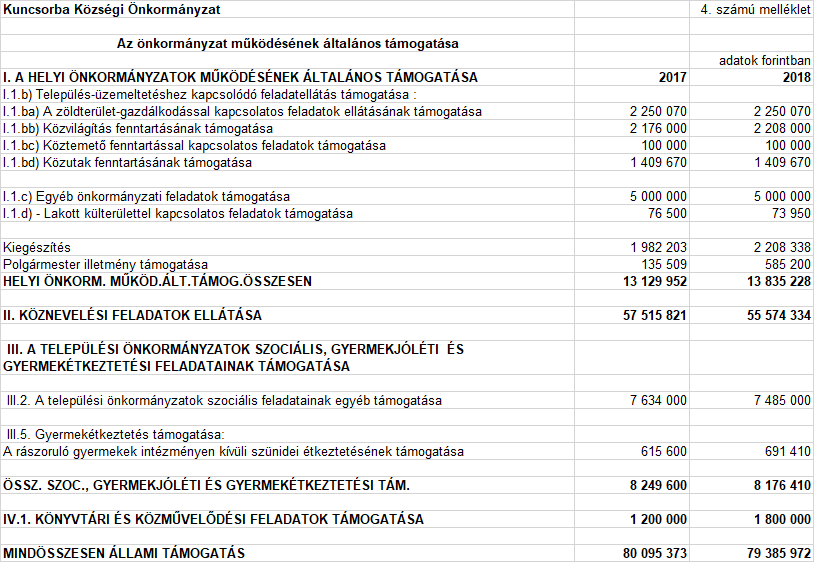 Kuncsorba Községi Önkormányzat 4. számú melléklet
Az önkormányzat működésének általános támogatása
adatok forintban
I. A HELYI ÖNKORMÁNYZATOK MŰKÖDÉSÉNEK ÁLTALÁNOS TÁMOGATÁSA 2017 2018
I.1.b) Település-üzemeltetéshez kapcsolódó feladatellátás támogatása :
I.1.ba) A zöldterület-gazdálkodással kapcsolatos feladatok ellátásának támogatása 2 250 070 2 250 070
I.1.bb) Közvilágítás fenntartásának támogatása 2 176 000 2 208 000
I.1.bc) Köztemető fenntartással kapcsolatos feladatok támogatása 100 000 100 000
I.1.bd) Közutak fenntartásának támogatása 1 409 670 1 409 670
I.1.c) Egyéb önkormányzati feladatok támogatása 5 000 000 5 000 000
I.1.d) - Lakott külterülettel kapcsolatos feladatok támogatása 76 500 73 950
Kiegészítés 1 982 203 2 208 338
Polgármester illetmény támogatása 135 509 585 200
HELYI ÖNKORM. MŰKÖD.ÁLT.TÁMOG.ÖSSZESEN 13 129 952 13 835 228
II. KÖZNEVELÉSI FELADATOK ELLÁTÁSA 57 515 821 55 574 334
III. A TELEPÜLÉSI ÖNKORMÁNYZATOK SZOCIÁLIS, GYERMEKJÓLÉTI ÉS
GYERMEKÉTKEZTETÉSI FELADATAINAK TÁMOGATÁSA
III.2. A települési önkormányzatok szociális feladatainak egyéb támogatása 7 634 000 7 485 000
III.5. Gyermekétkeztetés támogatása:
A rászoruló gyermekek intézményen kívüli szünidei étkeztetésének támogatása 615 600 691 410
ÖSSZ. SZOC., GYERMEKJÓLÉTI ÉS GYERMEKÉTKEZTETÉSI TÁM. 8 249 600 8 176 410
IV.1. KÖNYVTÁRI ÉS KÖZMŰVELŐDÉSI FELADATOK TÁMOGATÁSA 1 200 000 1 800 000
MINDÖSSZESEN ÁLLAMI TÁMOGATÁS 80 095 373 79 385 972